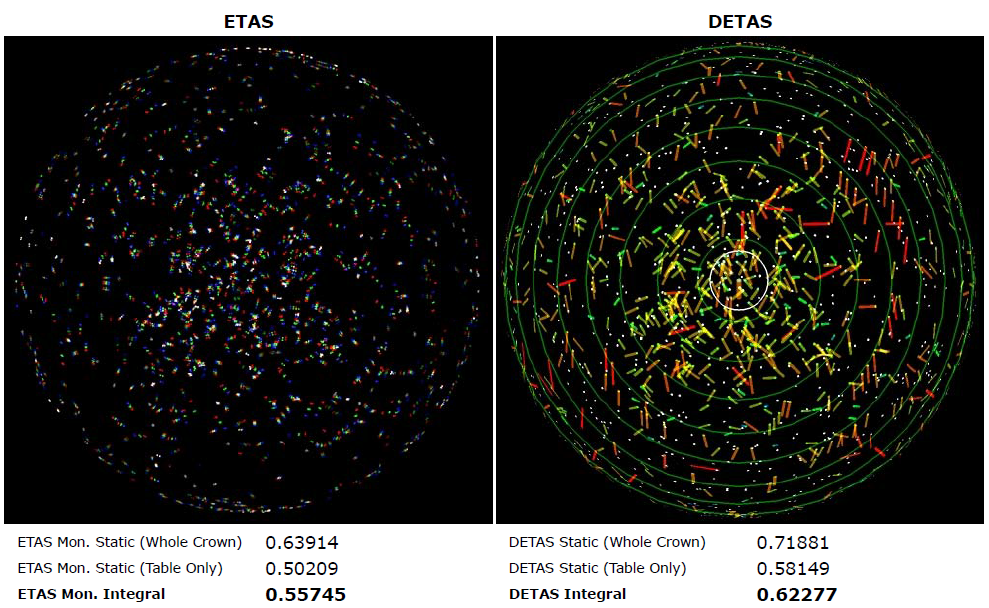 ETAS
DETAS
ETAS Mon. Static (Whole Crown) 0.63914
DETAS Static (Whole Crown) 0.71881
ETAS Mon. Static (Table Only) 0.50209
DETAS Static (Table Only) 0.58149
ETAS Mon. Integral 0.55745
DETAS Integral 0.62277